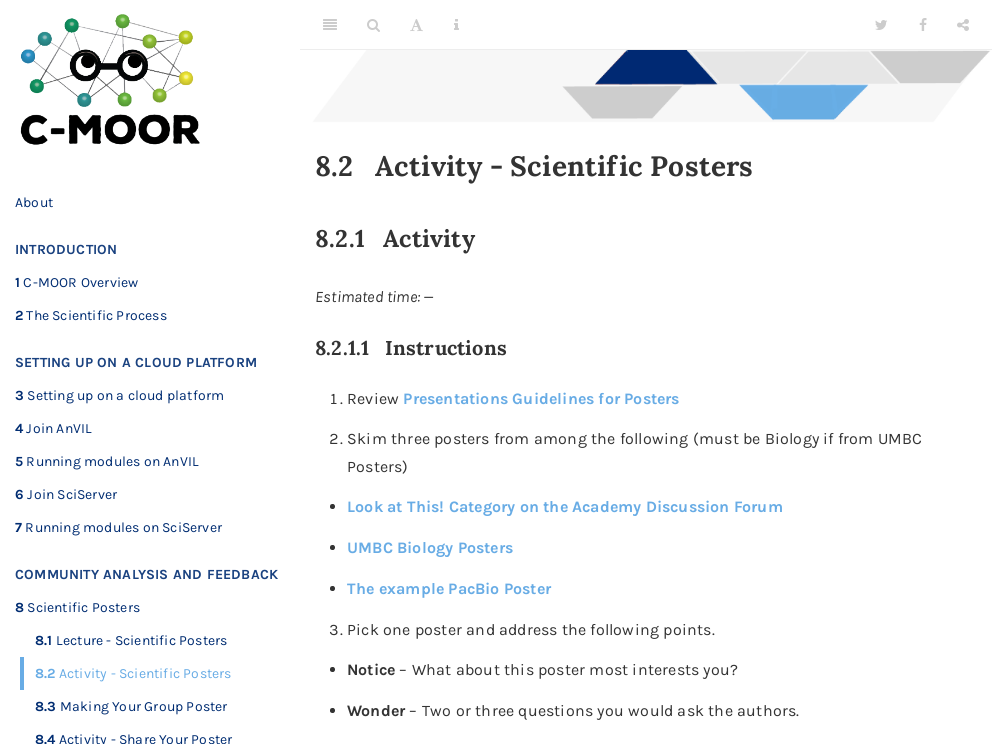 C-MOOR
About
INTRODUCTION
1 C-MOOR Overview
2 The Scientific Process
SETTING UP ON A CLOUD PLATFORM
3 Setting up on a cloud platform
4 Join AnVIL
5 Running modules on AnVIL
6 Join SciServer
7 Running modules on SciServer
COMMUNITY ANALYSIS AND FEEDBACK
8 Scientific Posters
8.1 Lecture - Scientific Posters
8.2 Activity - Scientific Posters
8.3 Making Your Group Poster
8.4 Activity - Share Your Poster
8.2 Activity - Scientific Posters
8.2.1 Activity
Estimated time: –
8.2.1.1 Instructions
1. Review Presentations Guidelines for Posters
2. Skim three posters from among the following (must be Biology if from UMBC
Posters)
• Look at This! Category on the Academy Discussion Forum
• UMBC Biology Posters
• The example PacBio Poster
3. Pick one poster and address the following points.
• Notice – What about this poster most interests you?
• Wonder – Two or three questions you would ask the authors.